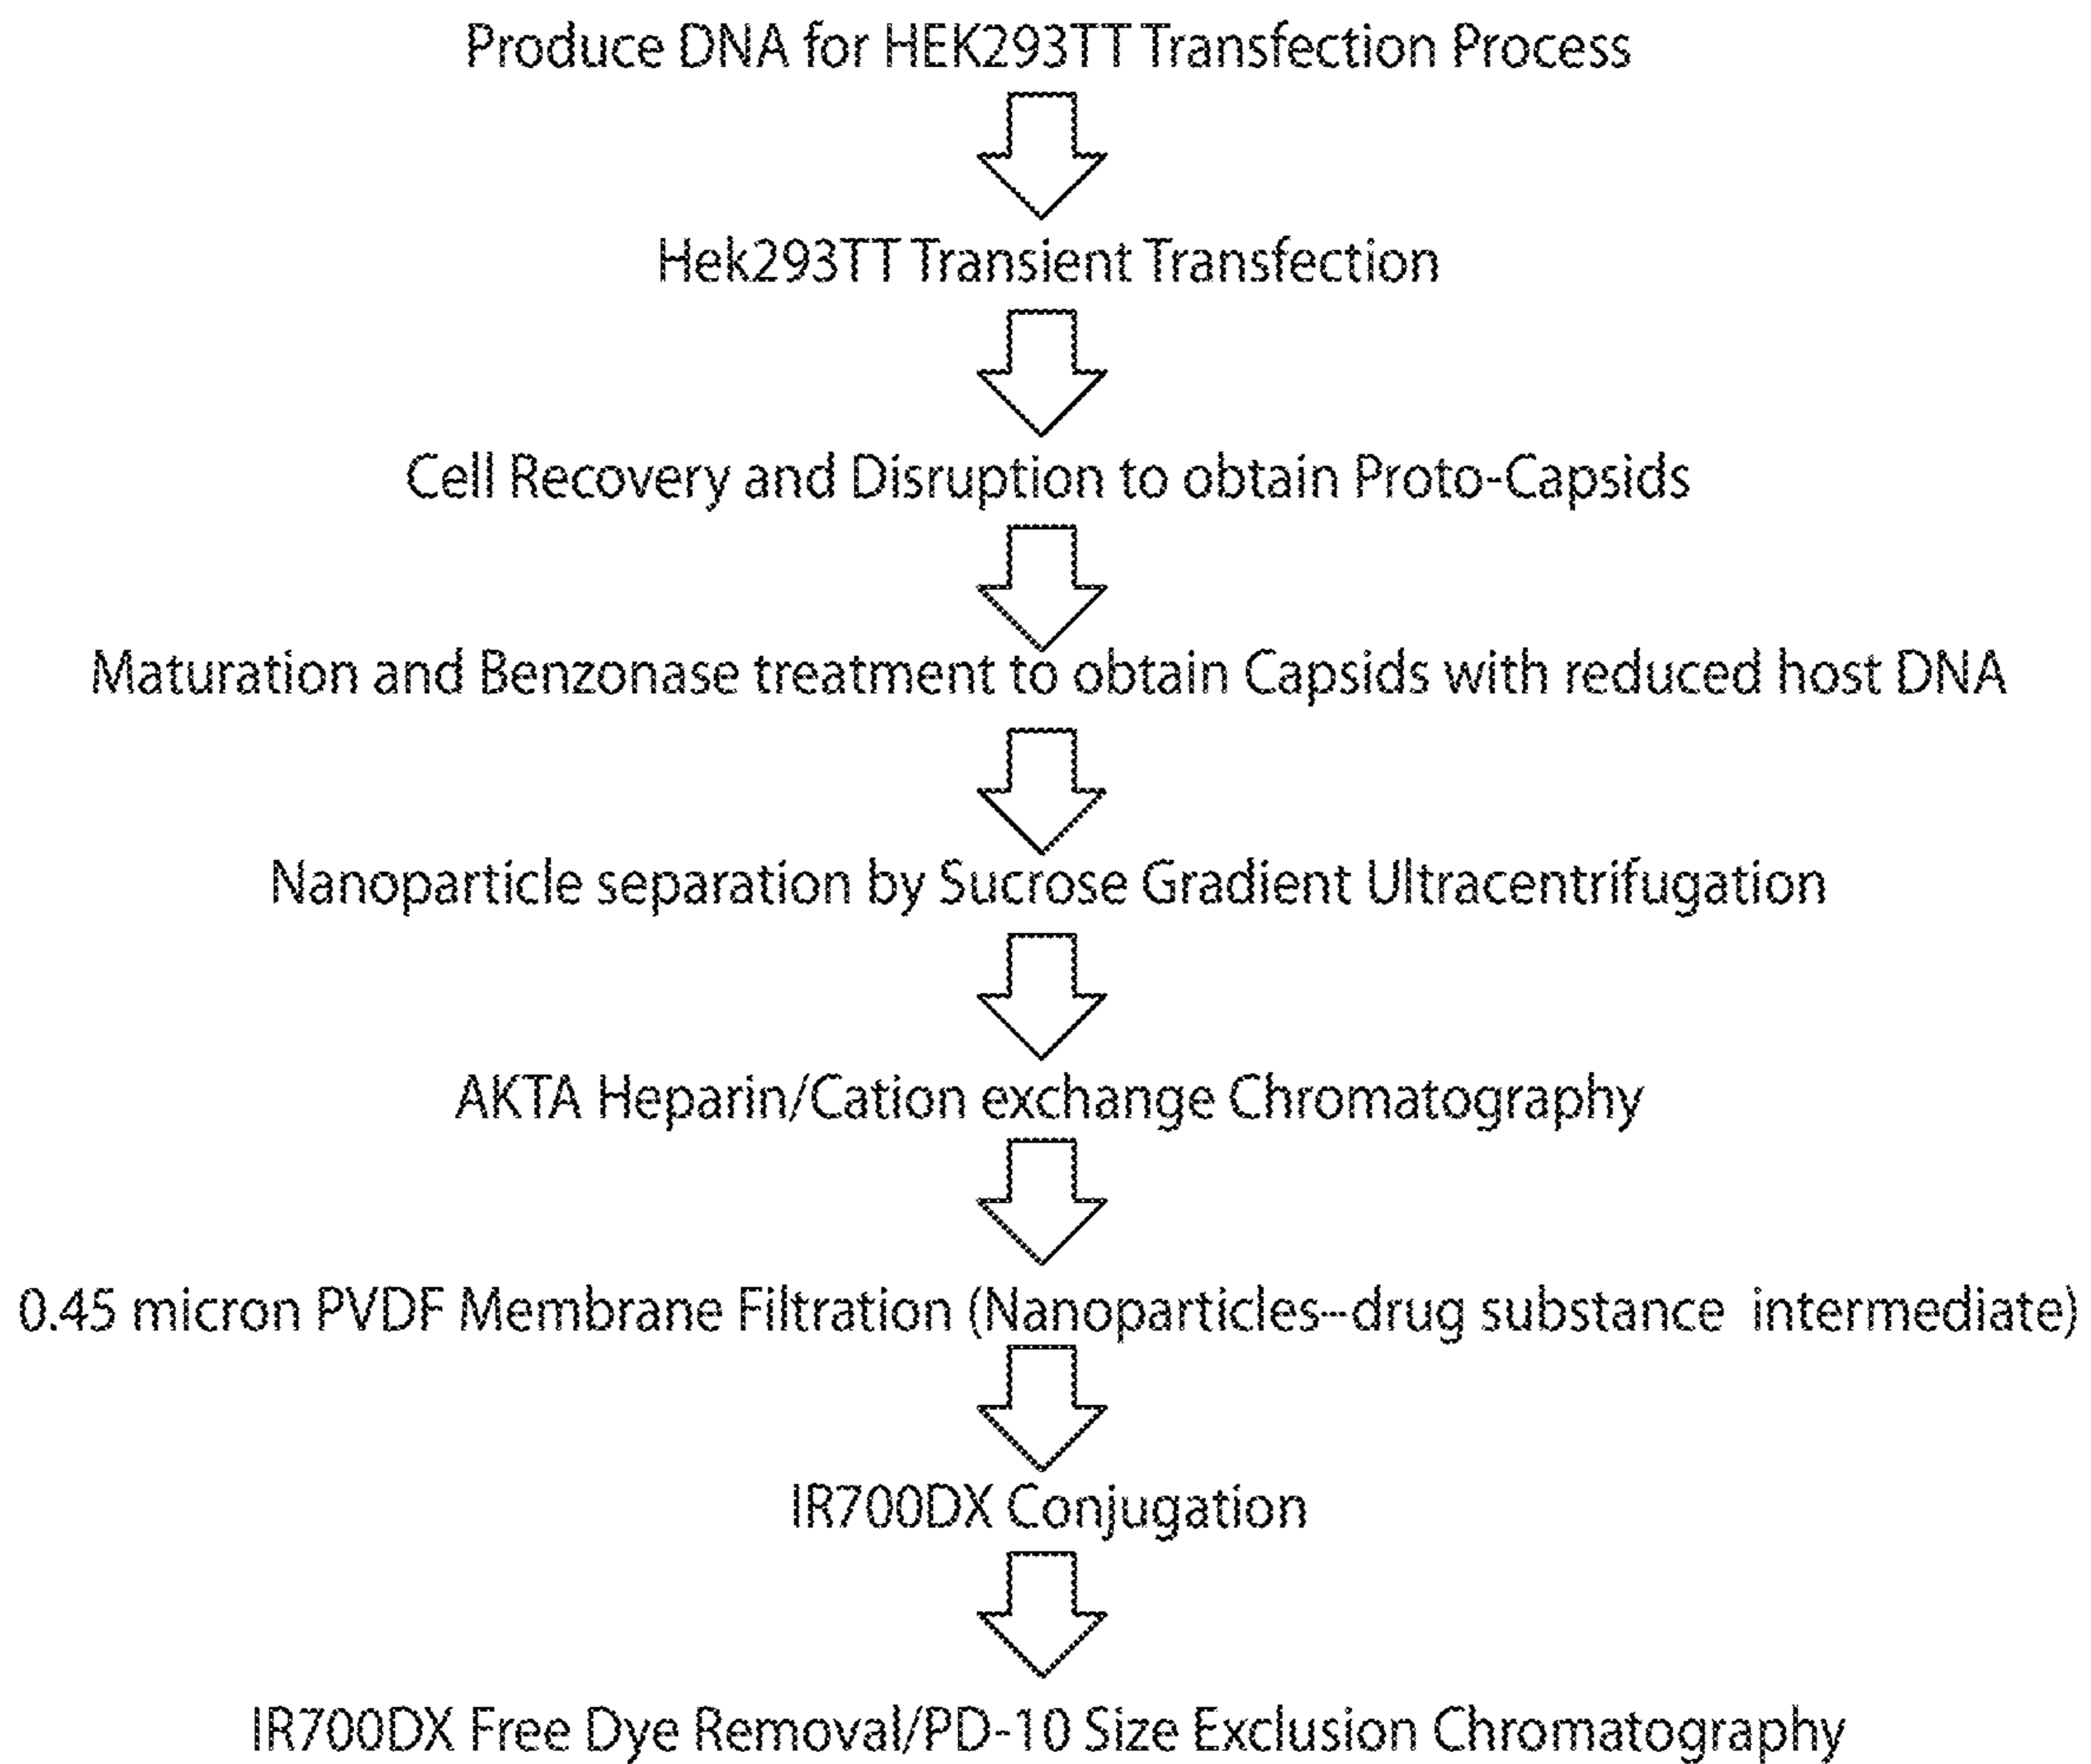 Produce DNA for HEK293TT Transfection Process
Hek293TT Transient Transfection
Cell Recovery and Disruption to obtain Proto-Capsids
Maturation and Benzonase treatment to obtain Capsids with reduced host DNA
Nanoparticle separation by Sucrose Gradient Ultracentrifugation
AKTA Heparin/Cation exchange Chromatography
0.45 micron PVDF Membrane Filtration (Nanoparticles--drug substance intermediate)
IR700DX Conjugation
IR700DX Free Dye Removal/PD-10 Size Exclusion Chromatography